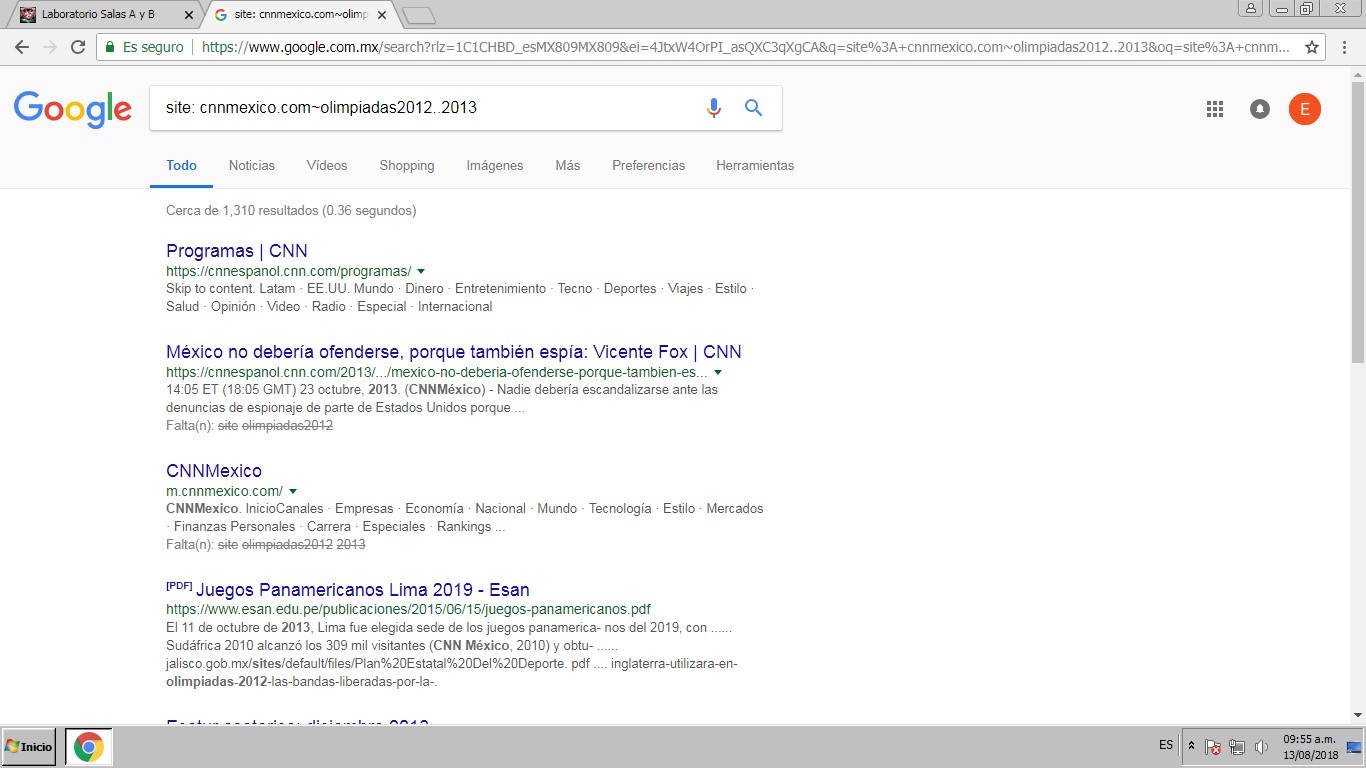 Laboratorio Salas A y B
site: cnnmexico.com~olimp
Es seguro
https://www.google.com.mx/search?rlz=1C1CHBD_esMX809MX809&ei=4JtxW4OrPI_asQXC3qXgCA&q=site%3A+cnnmexico.com~olimpiadas2012..2013&oq=site%3A+cnnm...
Google
site: cnnmexico.com~olimpiadas2012..2013
E
Todo Noticias Vídeos Shopping Imágenes Más Preferencias Herramientas
Cerca de 1,310 resultados (0.36 segundos)
Programas | CNN
https://cnnespanol.cnn.com/programas/
Skip to content. Latam · EE.UU. Mundo · Dinero · Entretenimiento · Tecno · Deportes · Viajes · Estilo ·
Salud · Opinión · Video · Radio · Especial · Internacional
México no debería ofenderse, porque también espía: Vicente Fox | CNN
https://cnnespanol.cnn.com/2013/.../mexico-no-deberia-ofenderse-porque-tambien-es...
14:05 ET (18:05 GMT) 23 octubre, 2013. (CNNMéxico) - Nadie debería escandalizarse ante las
denuncias de espionaje de parte de Estados Unidos porque ...
Falta(n): site olimpiadas2012
CNNMexico
m.cnnmexico.com/
CNNMexico. InicioCanales · Empresas · Economía · Nacional · Mundo · Tecnología · Estilo · Mercados
· Finanzas Personales · Carrera · Especiales · Rankings ...
Falta(n): site olimpiadas2012 2013
[PDF] Juegos Panamericanos Lima 2019 - Esan
https://www.esan.edu.pe/publicaciones/2015/06/15/juegos-panamericanos.pdf
El 11 de octubre de 2013, Lima fue elegida sede de los juegos panamerica- nos del 2019, con ......
Sudáfrica 2010 alcanzó los 309 mil visitantes (CNN México, 2010) y obtu- ......
jalisco.gob.mx/sites/default/files/Plan%20Estatal%20Del%20Deporte. pdf .... inglaterra-utilizara-en-
olimpiadas-2012-las-bandas-liberadas-por-la-.
Inicio
ES
09:55 a.m.
13/08/2018